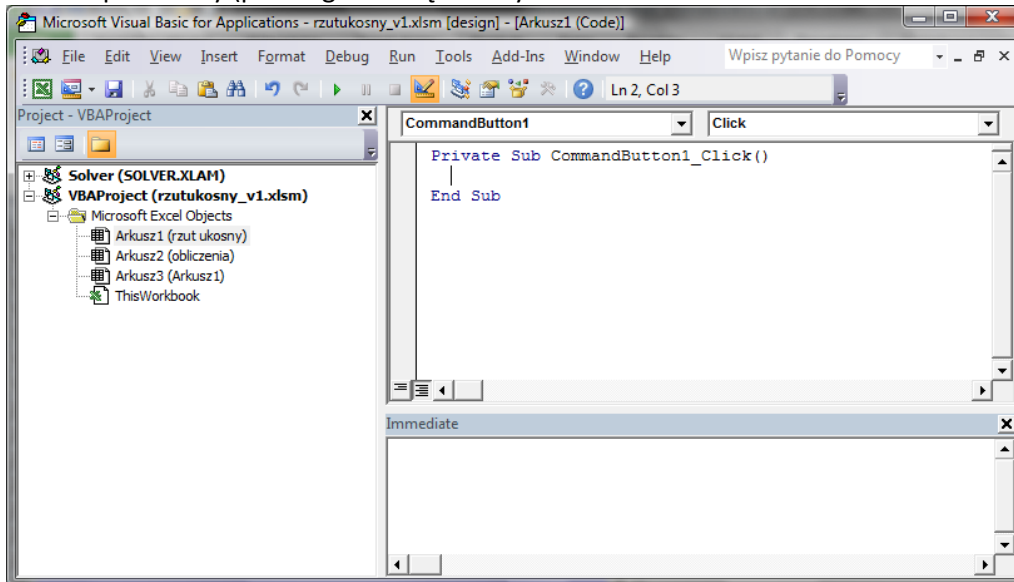 Microsoft Visual Basic for Applications - rzutukosny_v1.xlsm [design] - [Arkusz1 (Code)]
File Edit View Insert Format Debug Run Tools Add-Ins Window Help Wpisz pytanie do Pomocy
Ln 2, Col 3
Project - VBAProject
Solver (SOLVER.XLAM)
VBAProject (rzutukosny_v1.xlsm)
Microsoft Excel Objects
Arkusz1 (rzut ukosny)
Arkusz2 (obliczenia)
Arkusz3 (Arkusz1)
ThisWorkbook
CommandButton1 Click
Private Sub CommandButton1_Click()
End Sub
Immediate